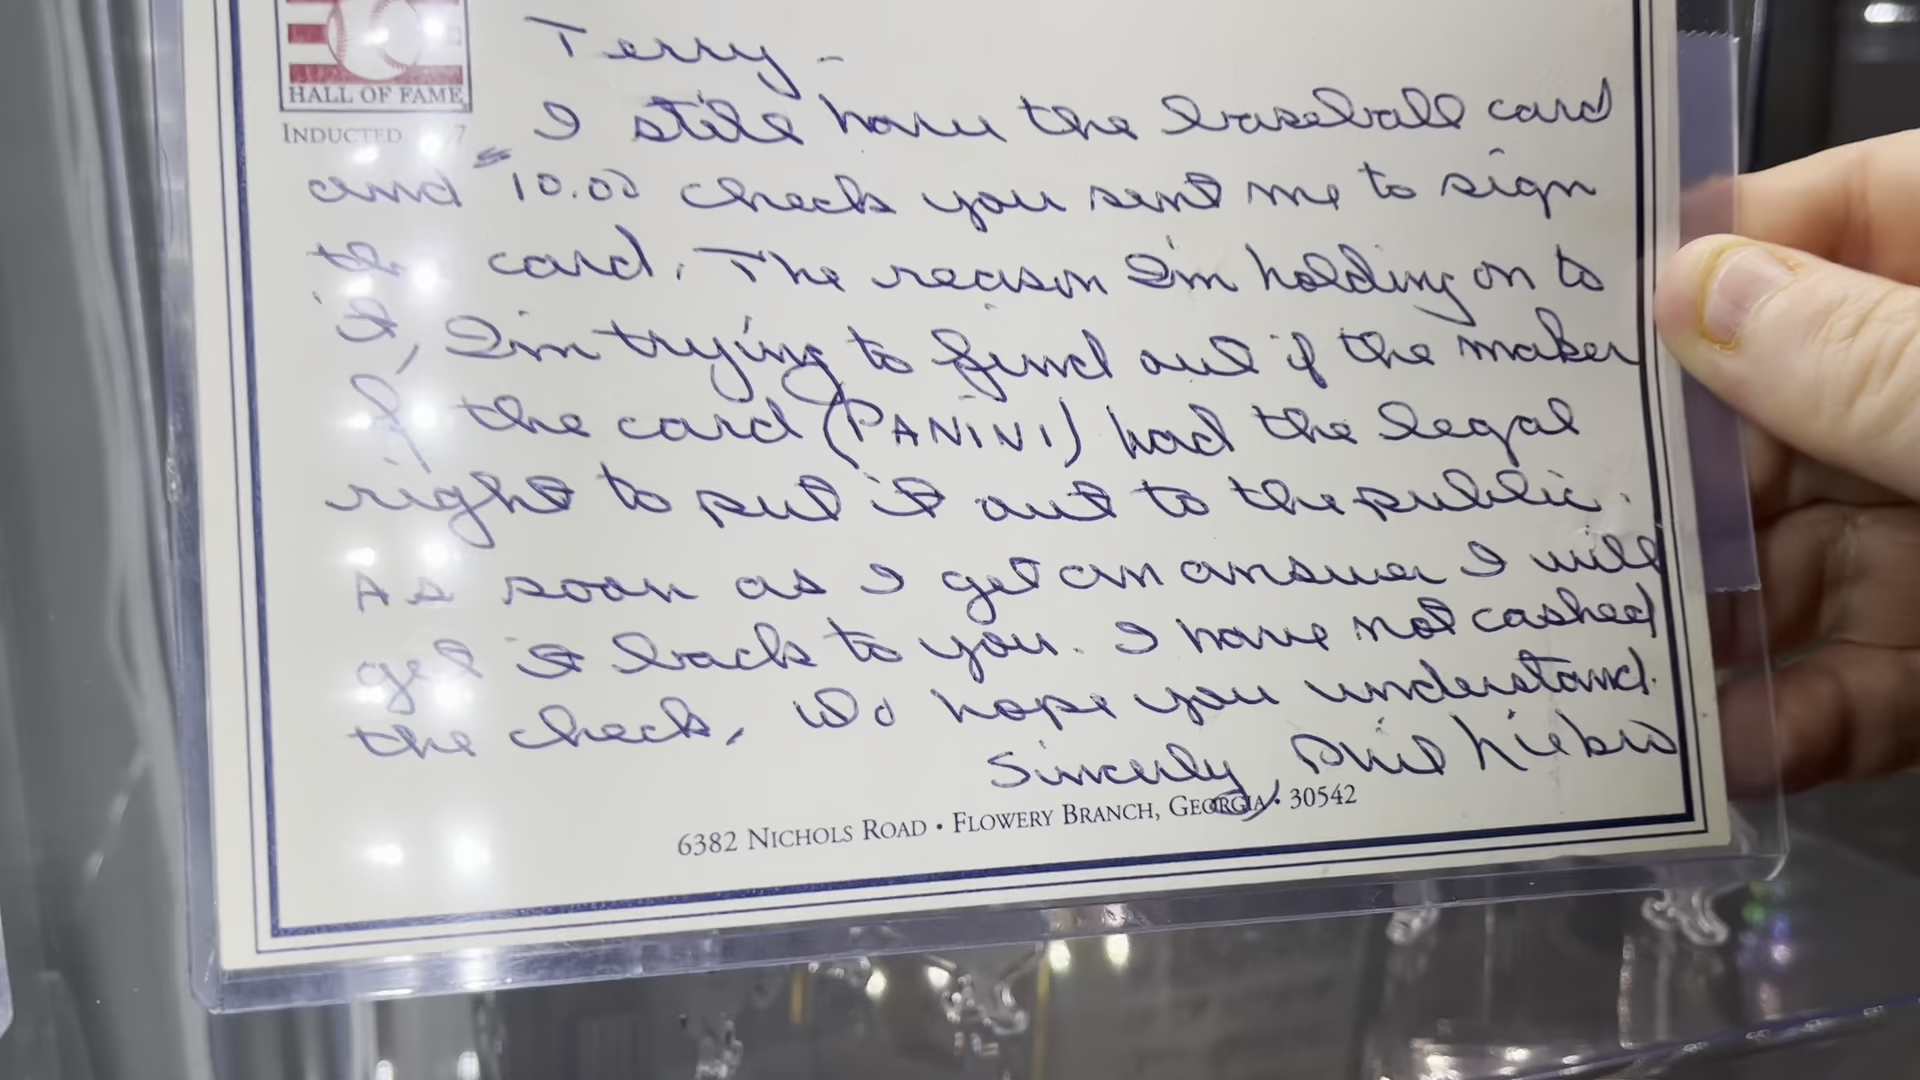 HALL OF FAME
INDUCTED 7
Terry -
I still have the baseball card
and $10.00 check you sent me to sign
the card. The reason I'm holding on to
it, I'm trying to find out if the maker
of the card (PANINI) had the legal
right to put it out to the public.
As soon as I get an answer I will
get it back to you. I have not cashed
the check. Do hope you understand.
Sincerly, Phil Niekro
6382 NICHOLS ROAD • FLOWERY BRANCH, GEORGIA • 30542